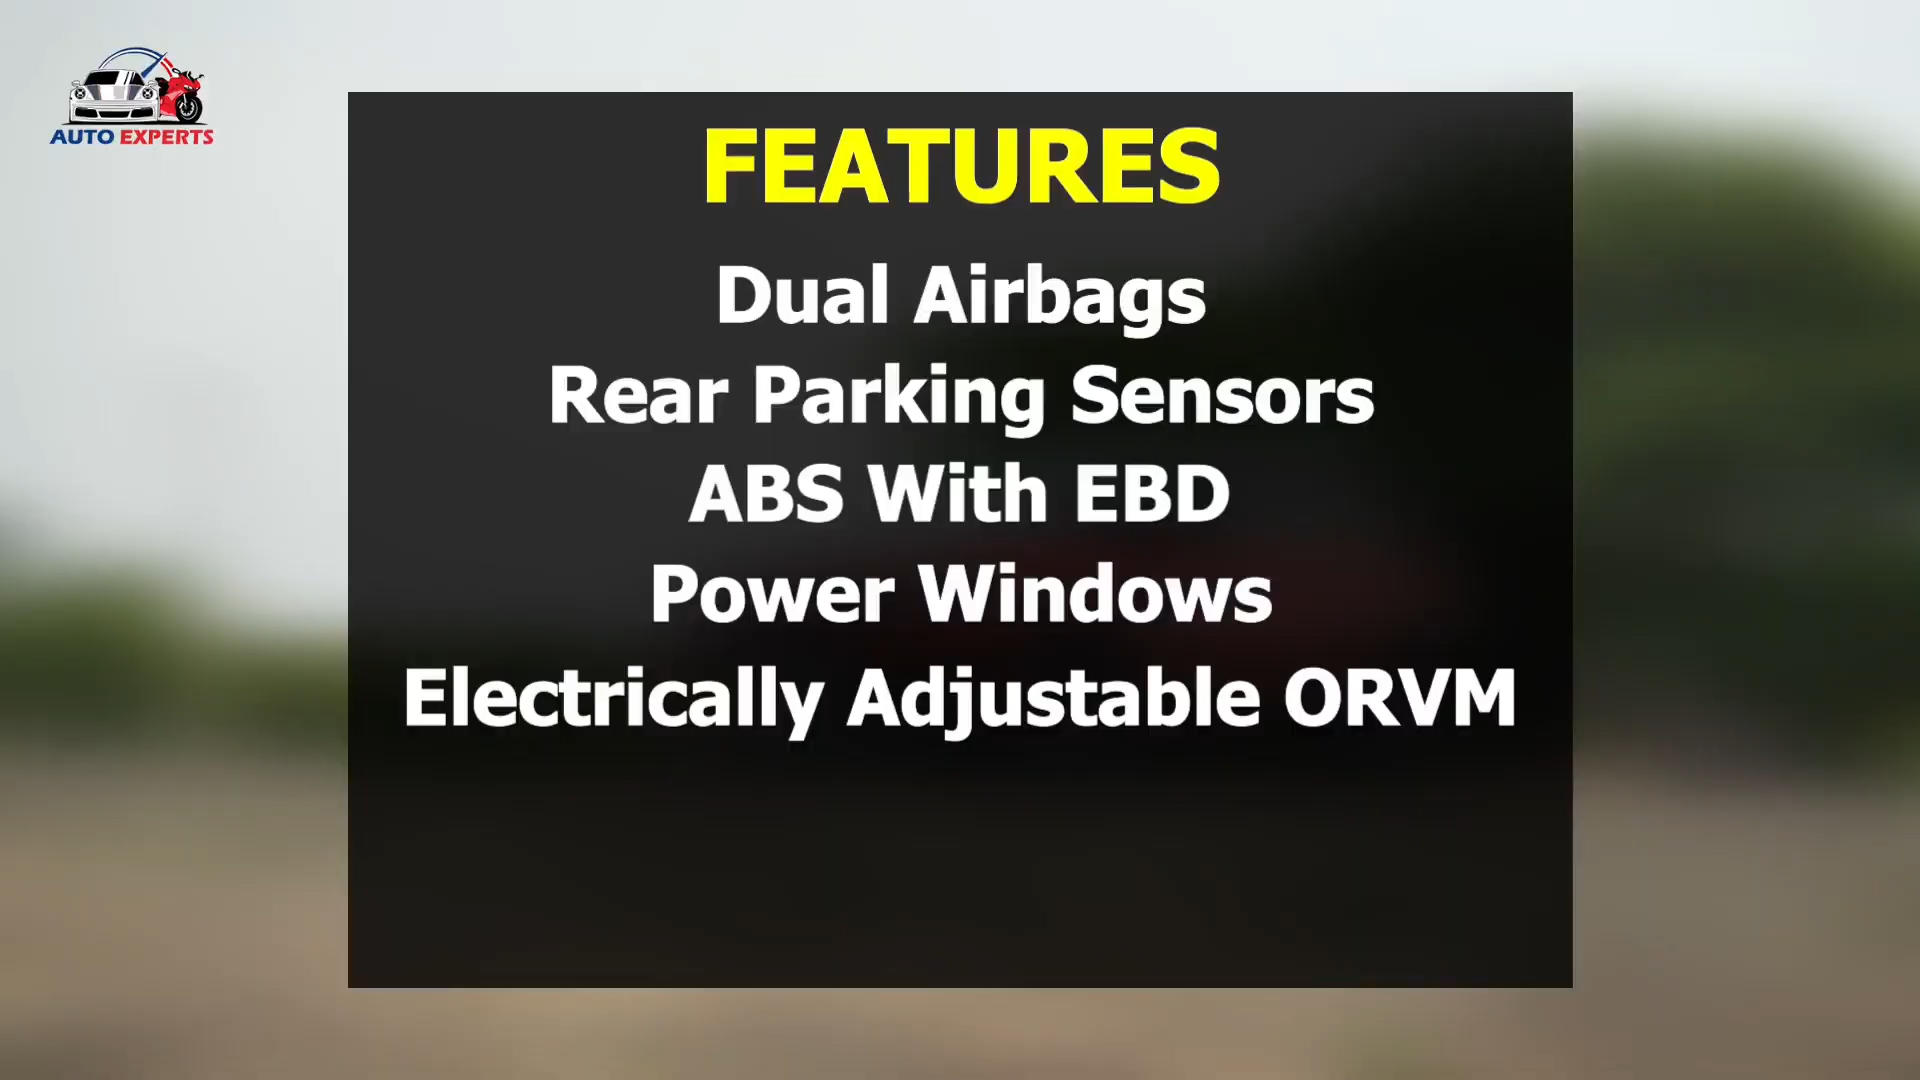 AUTO EXPERTS
FEATURES
Dual Airbags
Rear Parking Sensors
ABS With EBD
Power Windows
Electrically Adjustable ORVM